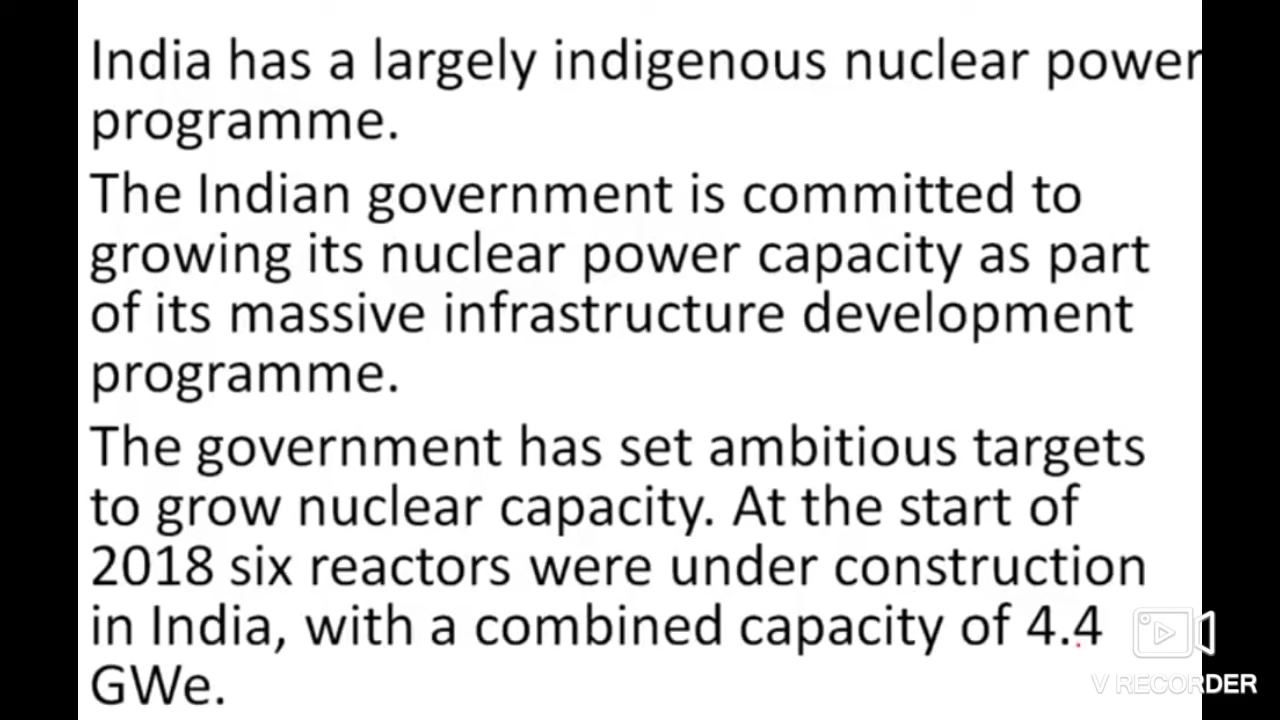 India has a largely indigenous nuclear power
programme.
The Indian government is committed to
growing its nuclear power capacity as part
of its massive infrastructure development
programme.
The government has set ambitious targets
to grow nuclear capacity. At the start of
2018 six reactors were under construction
in India, with a combined capacity of 4.4
GWe.
V RECORDER